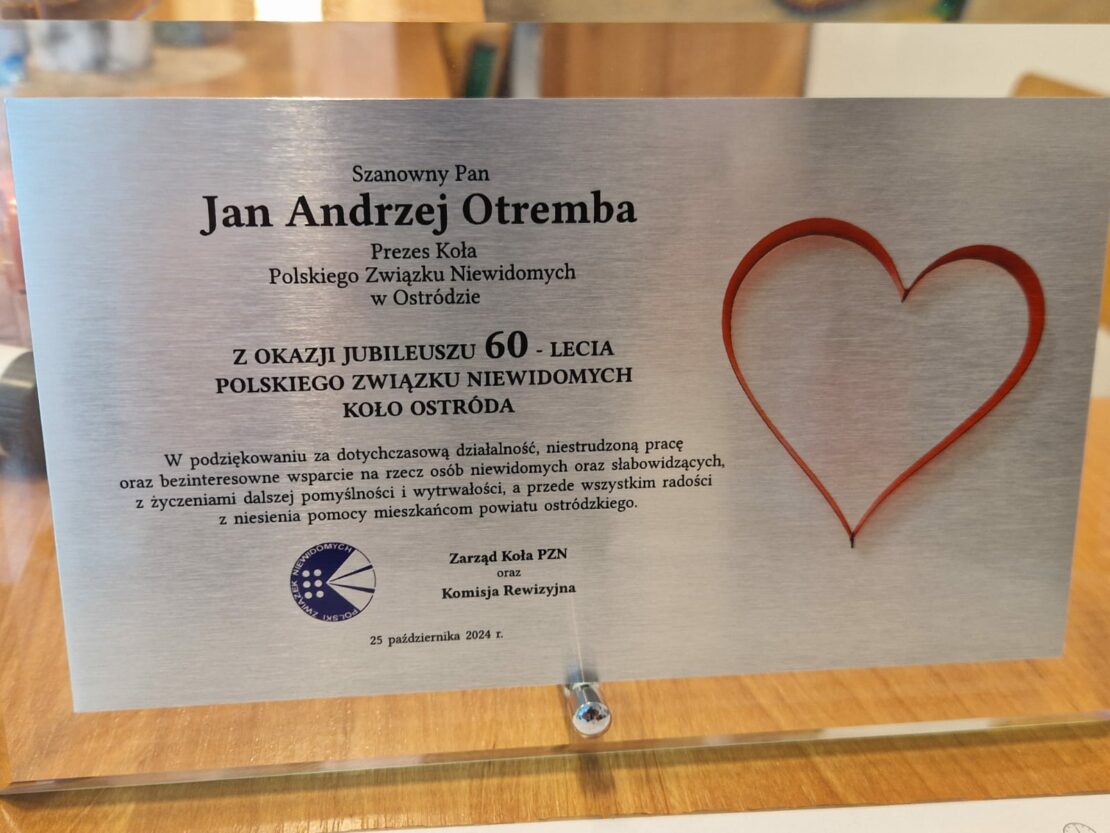 Szanowny Pan
Jan Andrzej Otremba
Prezes Koła
Polskiego Związku Niewidomych
w Ostródzie
Z OKAZJI JUBILEUSZU 60 - LECIA
POLSKIEGO ZWIĄZKU NIEWIDOMYCH
KOŁO OSTRÓDA
W podziękowaniu za dotychczasową działalność, niestrudzoną pracę
oraz bezinteresowne wsparcie na rzecz osób niewidomych oraz słabowidzących,
z życzeniami dalszej pomyślności i wytrwałości, a przede wszystkim radości
z niesienia pomocy mieszkańcom powiatu ostródzkiego.
POLSKI ZWIĄZEK NIEWIDOMYCH
Zarząd Koła PZN
oraz
Komisja Rewizyjna
25 października 2024 r.